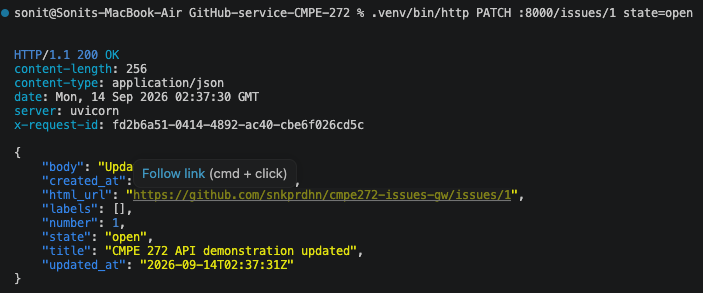 sonit@Sonits-MacBook-Air GitHub-service-CMPE-272 % .venv/bin/http PATCH :8000/issues/1 state=open
HTTP/1.1 200 OK
content-length: 256
content-type: application/json
date: Mon, 14 Sep 2026 02:37:30 GMT
server: uvicorn
x-request-id: fd2b6a51-0414-4892-ac40-cbe6f026cd5c
{
"body": "Upda
Follow link (cmd + click)
"created_at": ,
"html_url": "https://github.com/snkprdhn/cmpe272-issues-gw/issues/1",
"labels": [],
"number": 1,
"state": "open",
"title": "CMPE 272 API demonstration updated",
"updated_at": "2026-09-14T02:37:31Z"
}